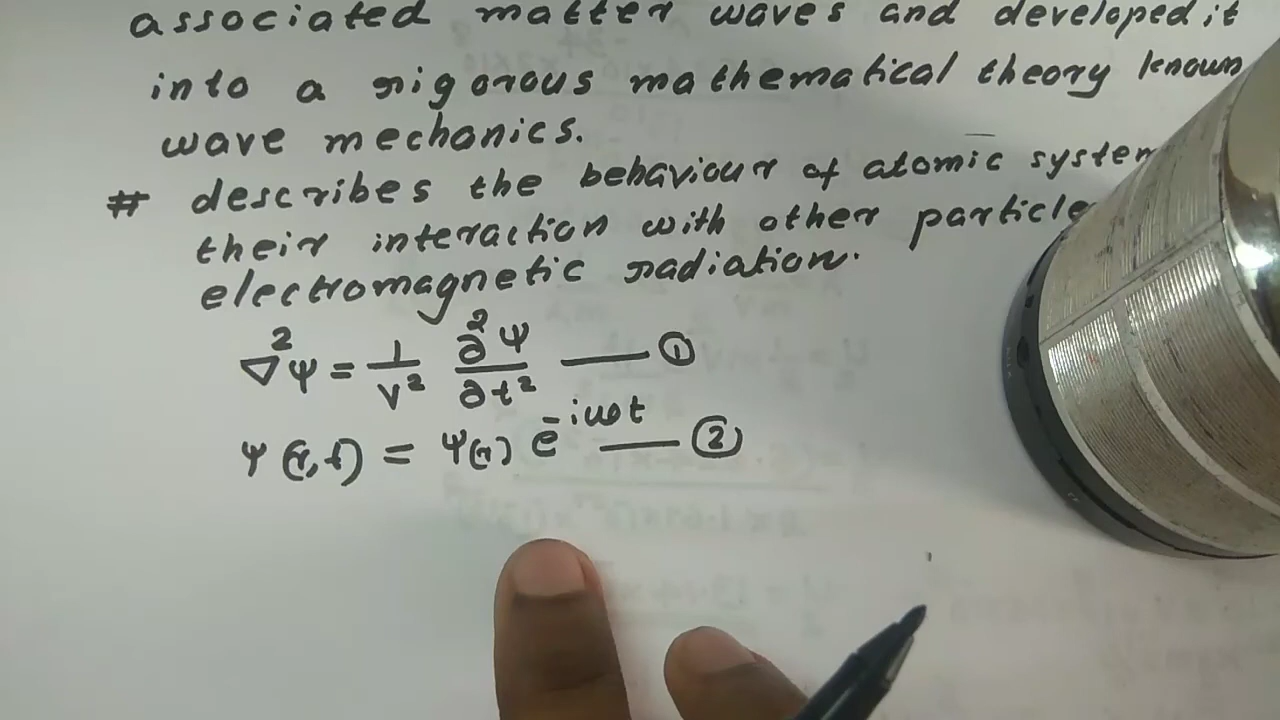 associated matter waves and developed it
into a rigorous mathematical theory known
wave mechanics.
# describes the behaviour of atomic system
their interaction with other particle
electromagnetic radiation.
∇²ψ = 1/v² ∂²ψ/∂t² —— ①
ψ(r,t) = ψ(r) e^-iωt —— ②